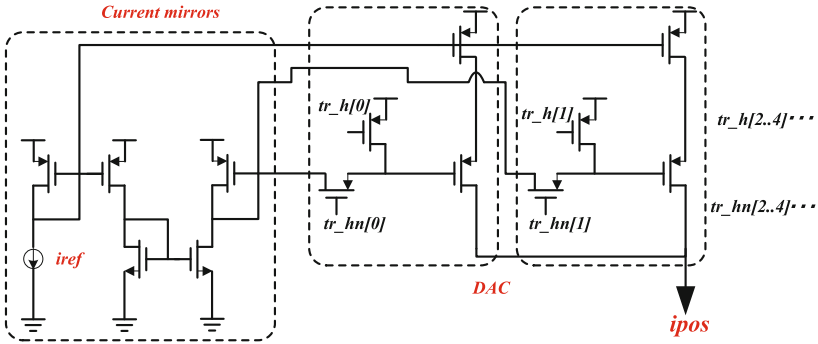 Current mirrors
tr_h[0]
tr_h[1]
tr_h[2..4]···
tr_hn[0]
tr_hn[1]
tr_hn[2..4]···
iref
DAC
ipos